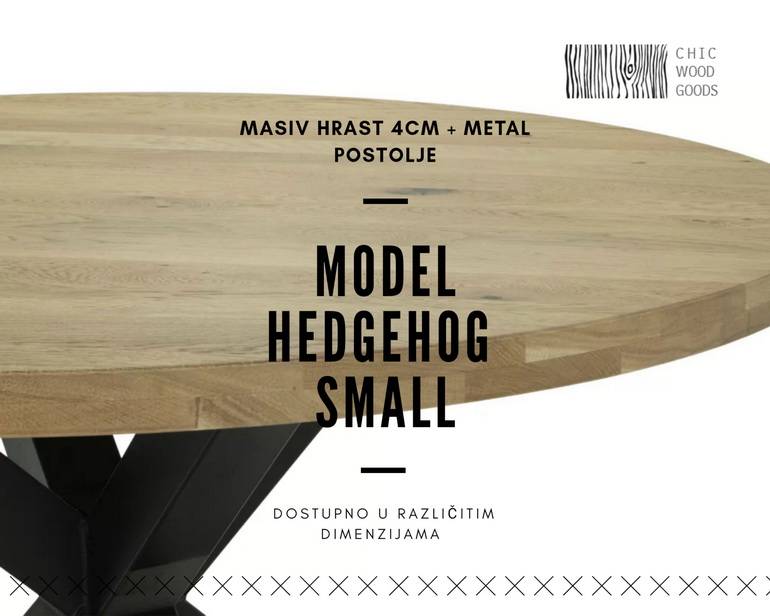 CHIC
WOOD
GOODS
MASIV HRAST 4CM + METAL
POSTOLJE
MODEL
HEDGEHOG
SMALL
DOSTUPNO U RAZLIČITIM
DIMENZIJAMA